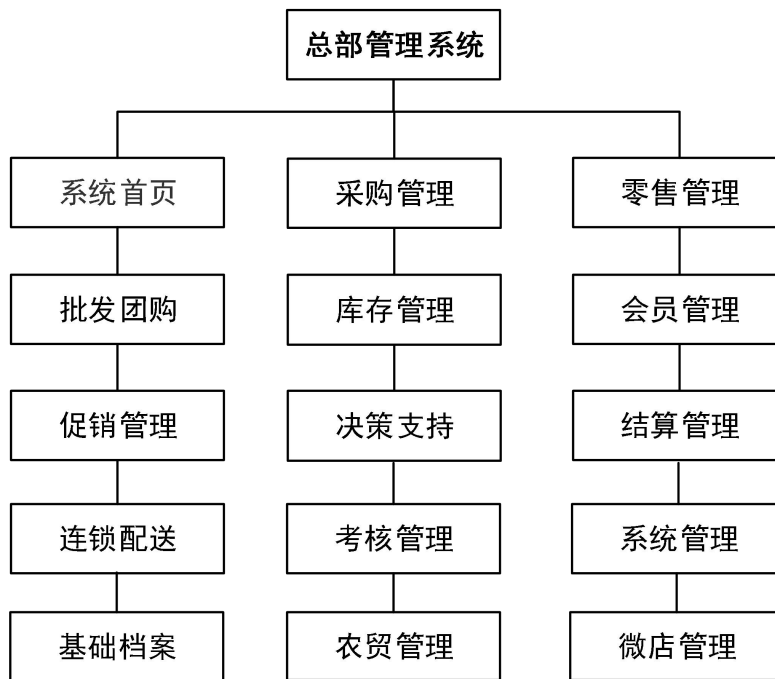 总部管理系统
系统首页
采购管理
零售管理
批发团购
库存管理
会员管理
促销管理
决策支持
结算管理
连锁配送
考核管理
系统管理
基础档案
农贸管理
微店管理